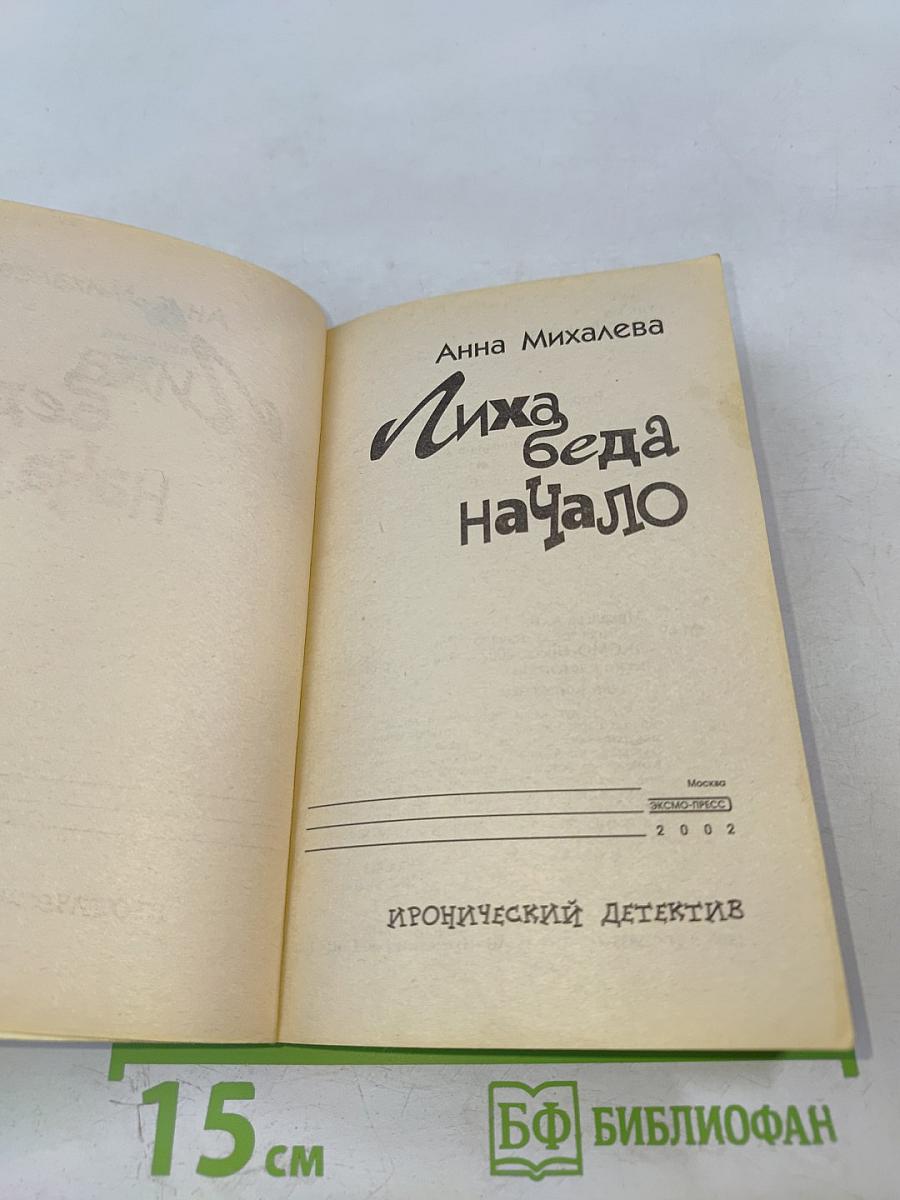 Анна Михалева
Лиха
беда
начало
Москва
ЭКСМО-ПРЕСС
2002
ИРОНИЧЕСКИЙ ДЕТЕКТИВ
15 см
БФ БИБЛИОФАН